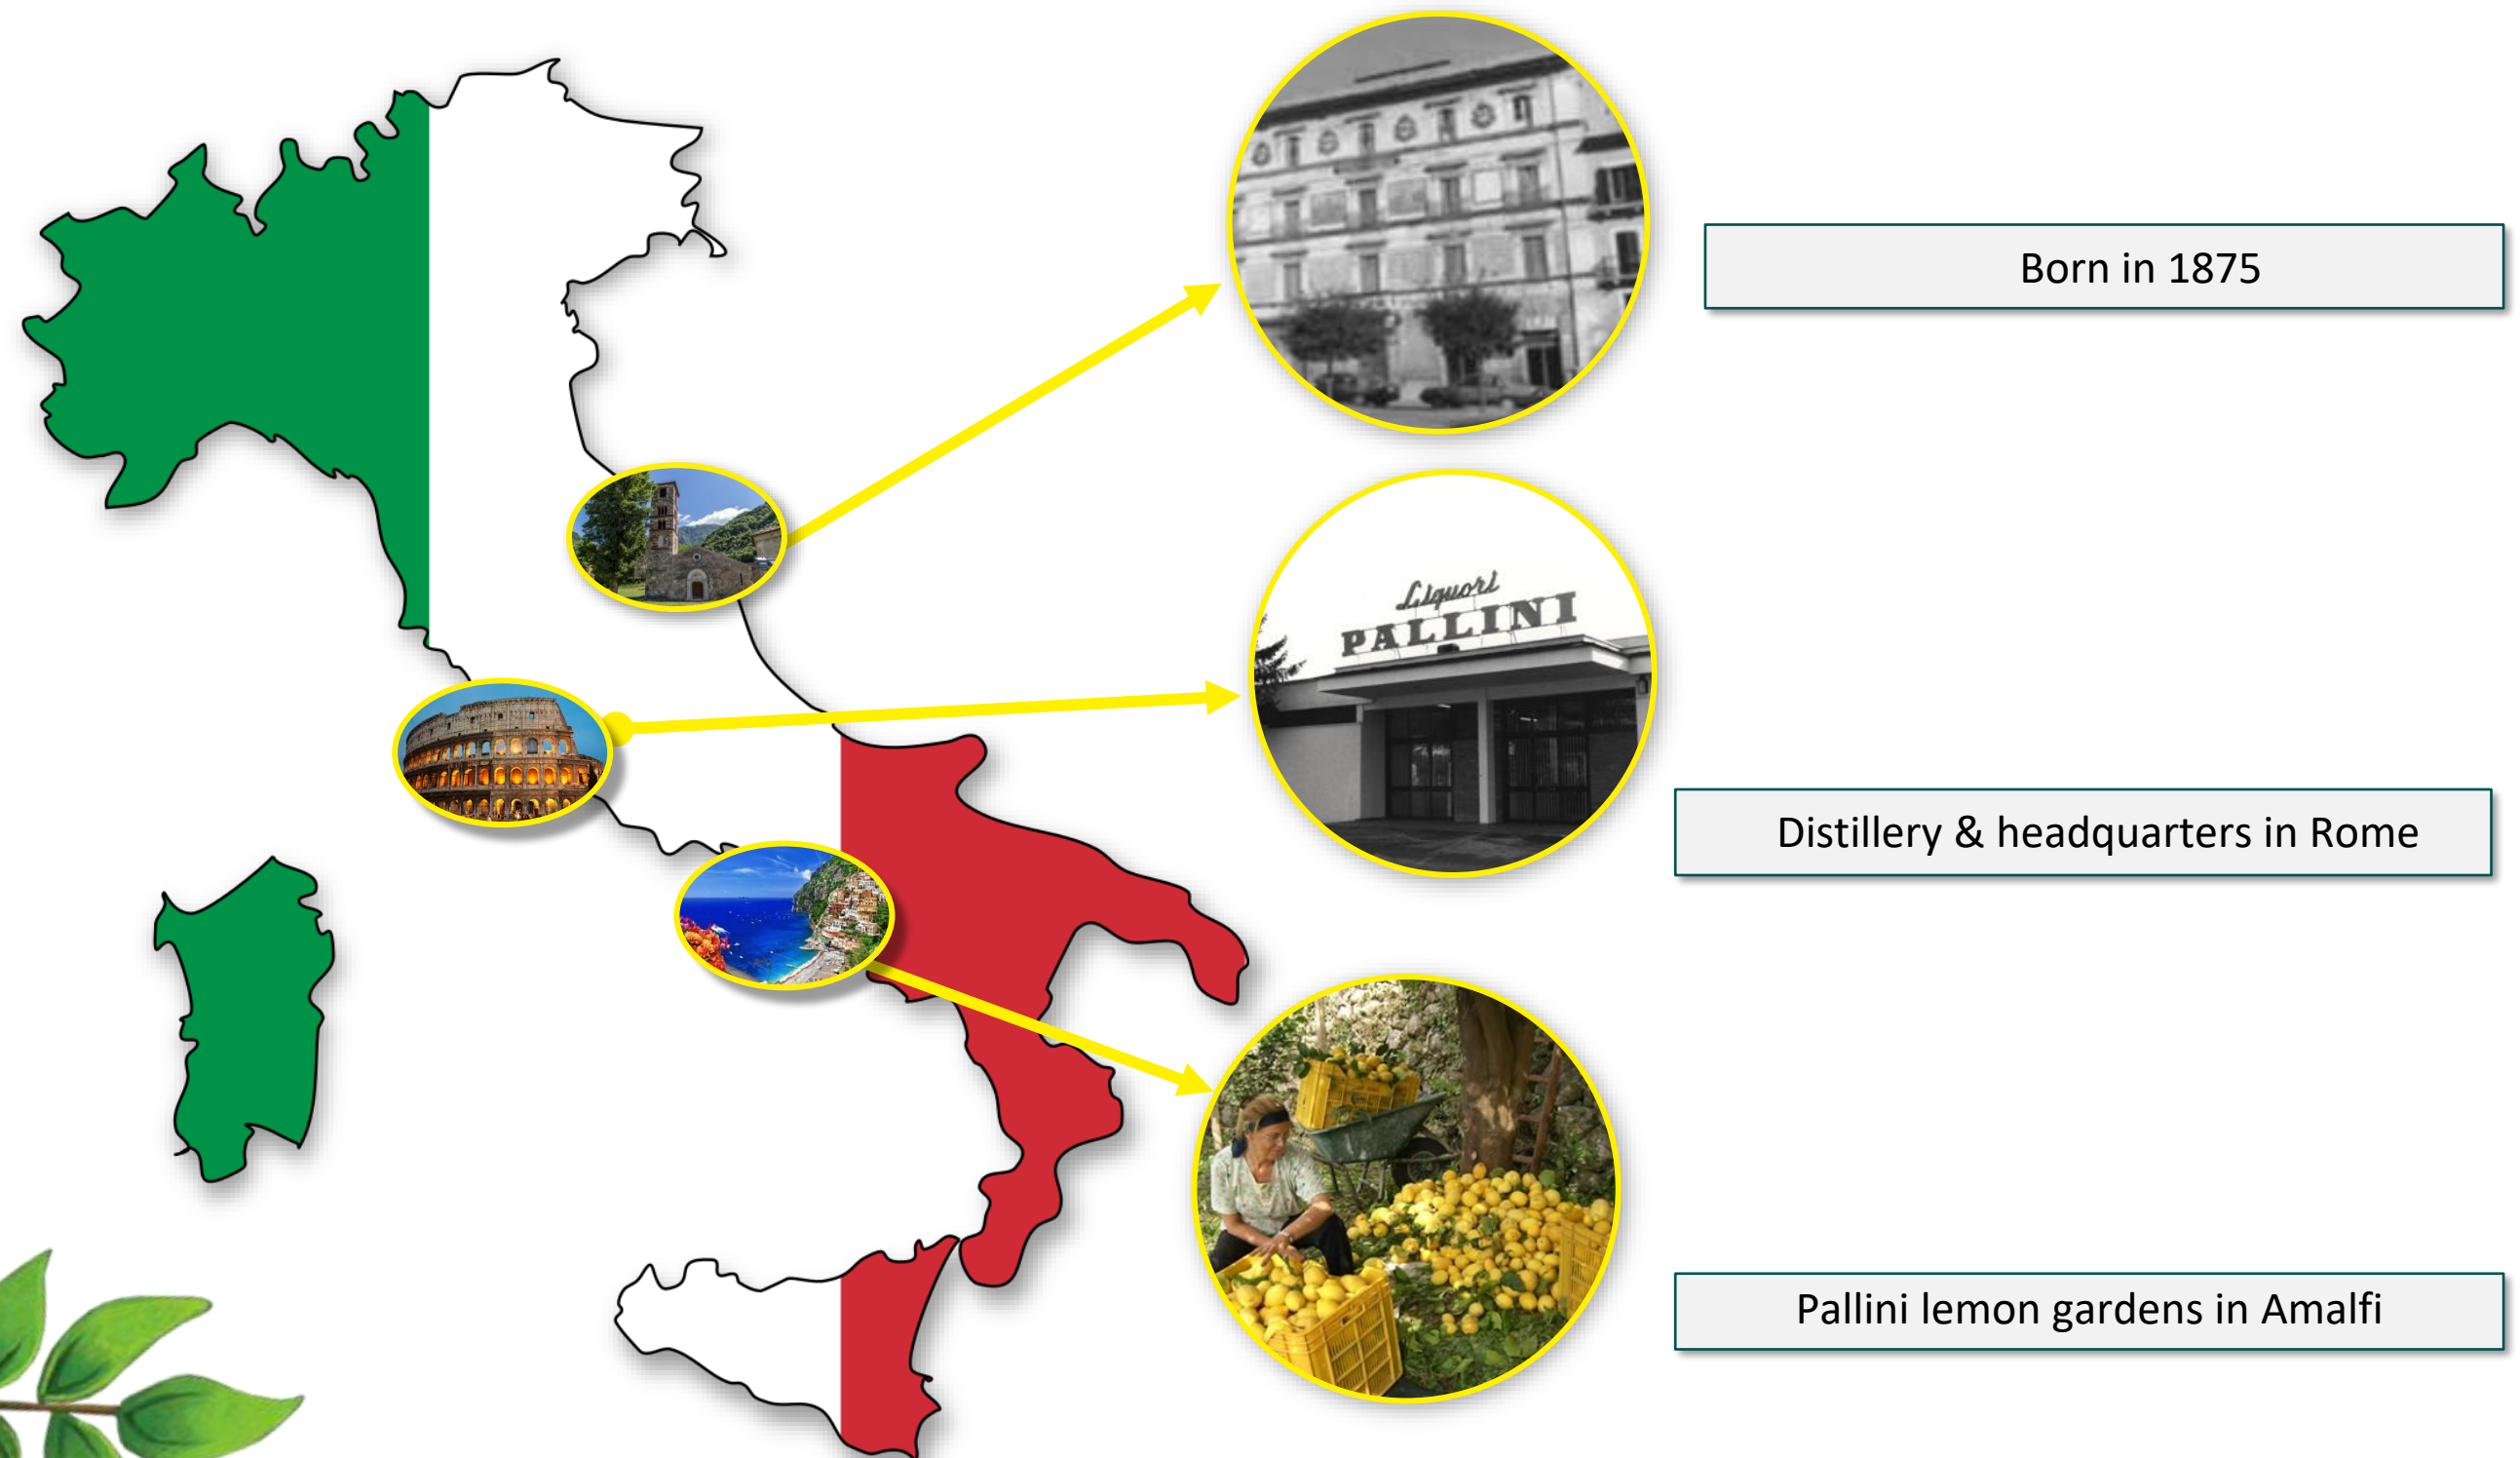 Born in 1875
Liquori
PALLINI
Distillery & headquarters in Rome
Pallini lemon gardens in Amalfi